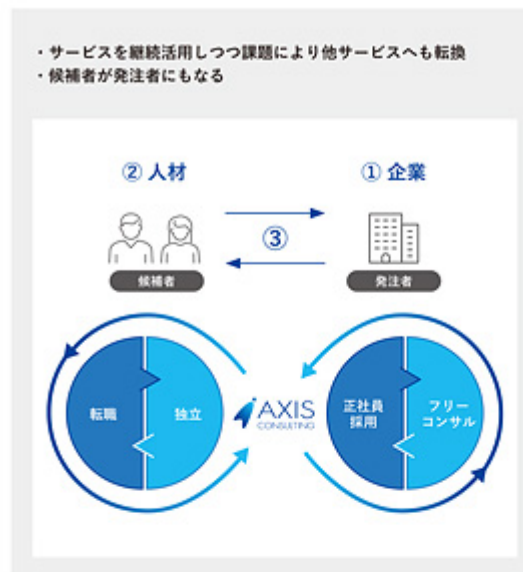 ・サービスを継続活用しつつ課題により他サービスへも転換
・候補者が発注者にもなる
② 人材
① 企業
③
候補者
発注者
転職
独立
AXIS
CONSULTING
正社員
採用
フリー
コンサル